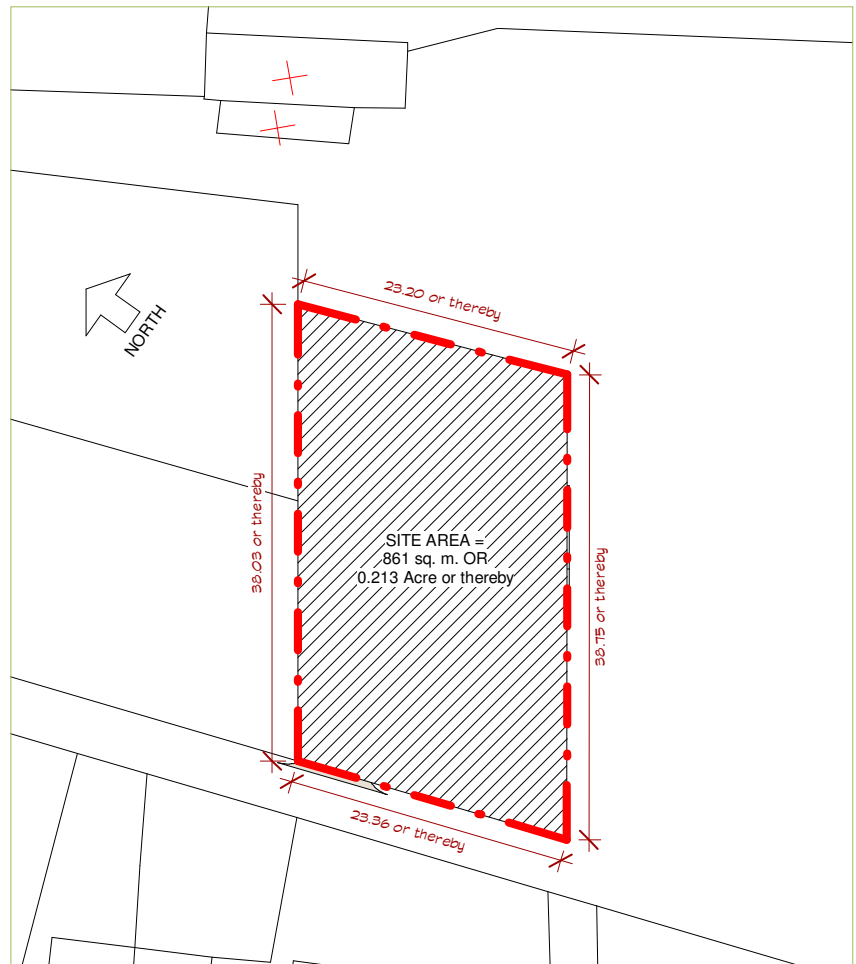 23.20 or thereby
NORTH
38.03 or thereby
SITE AREA =
861 sq. m. OR
0.213 Acre or thereby
38.75 or thereby
23.36 or thereby